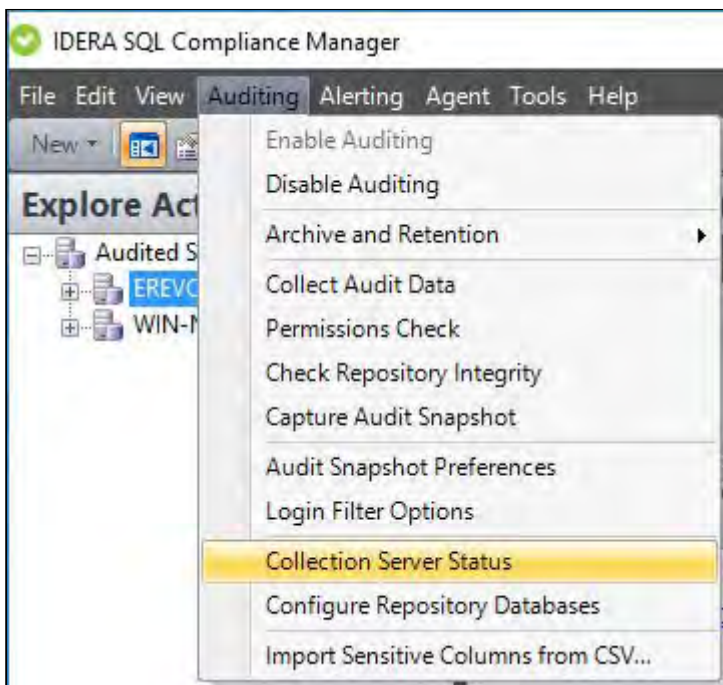 IDERA SQL Compliance Manager
File Edit View Auditing Alerting Agent Tools Help
New
Enable Auditing
Disable Auditing
Explore Act
Archive and Retention
Audited S
EREVO
Collect Audit Data
WIN-N
Permissions Check
Check Repository Integrity
Capture Audit Snapshot
Audit Snapshot Preferences
Login Filter Options
Collection Server Status
Configure Repository Databases
Import Sensitive Columns from CSV...